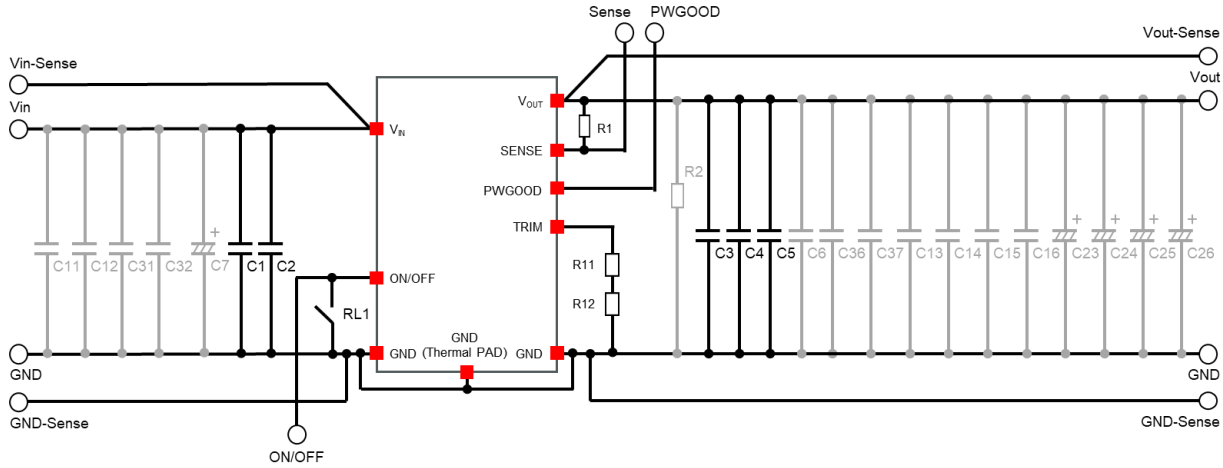 Sense PWGOOD
Vout-Sense
Vin-Sense
Vout
Vin
VOUT
R1
VIN
SENSE
R2
PWGOOD
TRIM
+ + + + +
C11 C12 C31 C32 C7 C1 C2
C3 C4 C5 C6 C36 C37 C13 C14 C15 C16 C23 C24 C25 C26
R11
ON/OFF
R12
RL1
GND
(Thermal PAD)
GND
GND
GND
GND
GND-Sense
GND-Sense
ON/OFF